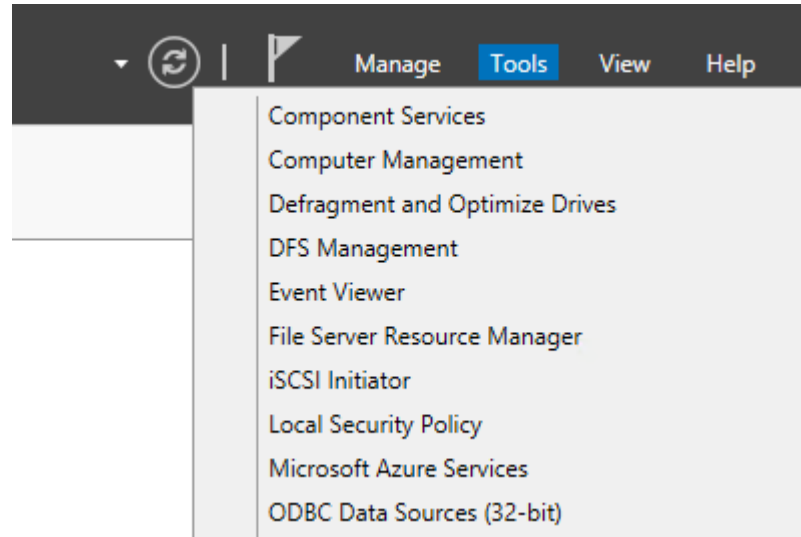 Manage Tools View Help
Component Services
Computer Management
Defragment and Optimize Drives
DFS Management
Event Viewer
File Server Resource Manager
iSCSI Initiator
Local Security Policy
Microsoft Azure Services
ODBC Data Sources (32-bit)